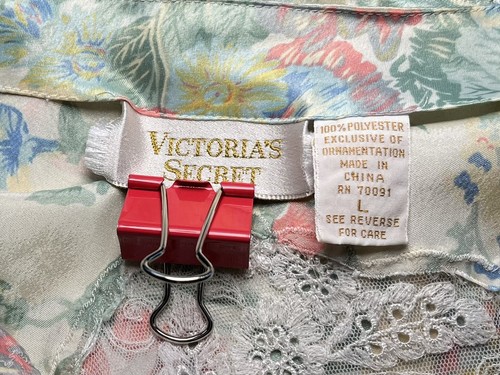 VICTORIA'S
SECRET
100% POLYESTER
EXCLUSIVE OF
ORNAMENTATION
MADE IN
CHINA
RN 70091
L
SEE REVERSE
FOR CARE